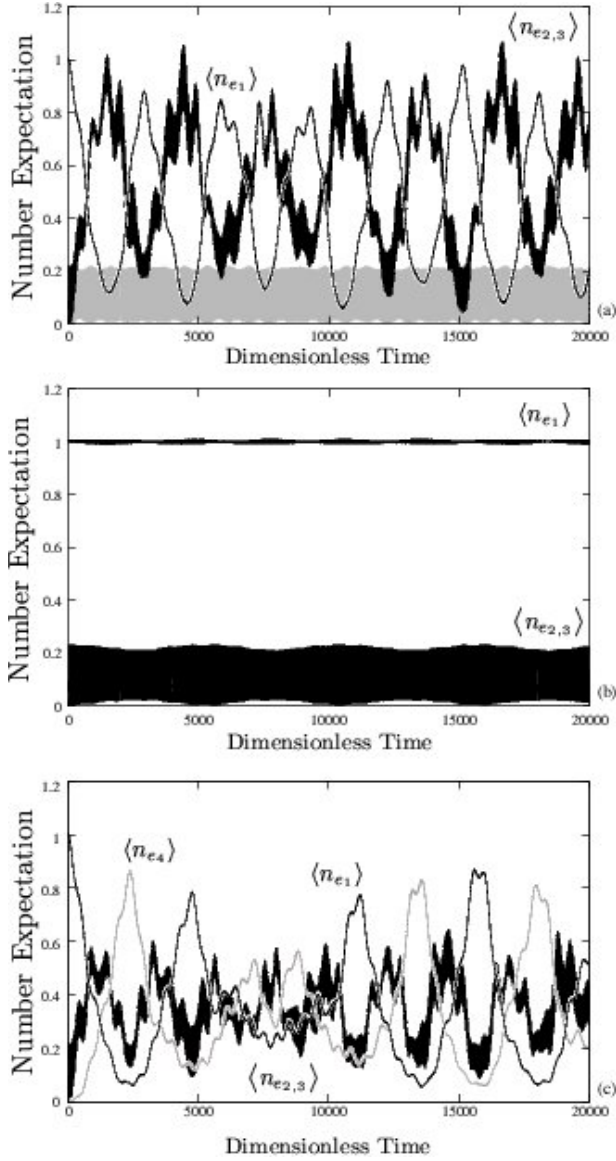 1.2
1
0.8
0.6
0.4
0.2
0
Number Expectation
⟨n_{e_1}⟩
⟨n_{e_{2,3}}⟩
0 5000 10000 15000 20000
(a)
Dimensionless Time
1.2
1
0.8
0.6
0.4
0.2
0
Number Expectation
⟨n_{e_1}⟩
⟨n_{e_{2,3}}⟩
0 5000 10000 15000 20000
(b)
Dimensionless Time
1.2
1
0.8
0.6
0.4
0.2
0
Number Expectation
⟨n_{e_4}⟩
⟨n_{e_1}⟩
⟨n_{e_{2,3}}⟩
0 5000 10000 15000 20000
(c)
Dimensionless Time